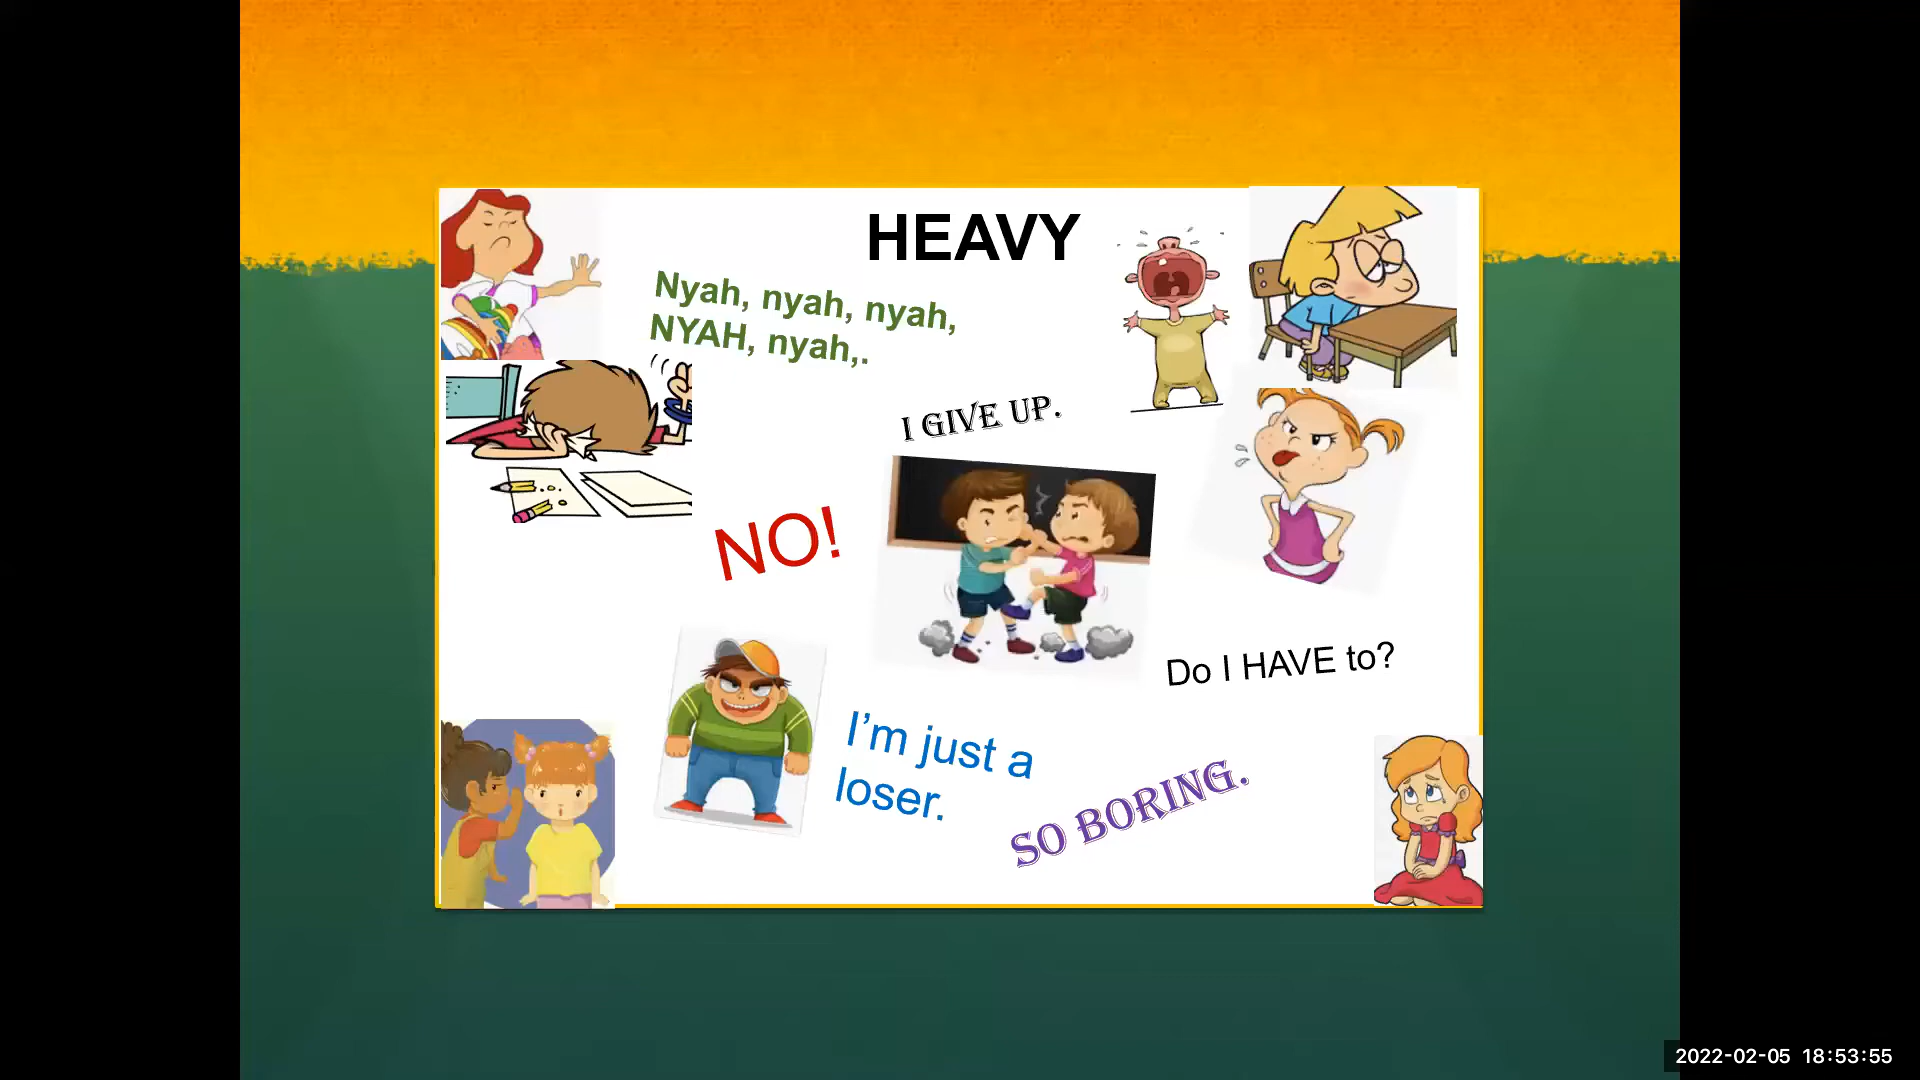 HEAVY
Nyah, nyah, nyah,
NYAH, nyah,.
I GIVE UP.
NO!
Do I HAVE to?
I’m just a
loser.
SO BORING.
2022-02-05 18:53:55